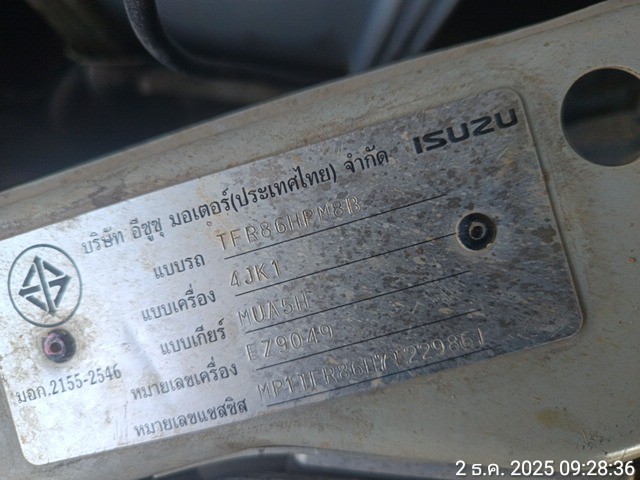 ISUZU
บริษัท อีซูซุ มอเตอร์(ประเทศไทย) จำกัด
แบบรถ TFR86HPM8B
แบบเครื่อง 4JK1
แบบเกียร์ MUA5H
หมายเลขเครื่อง EZ9049
หมายเลขแชสซิส
มอก.2155-2546
2 ธ.ค. 2025 09:28:36